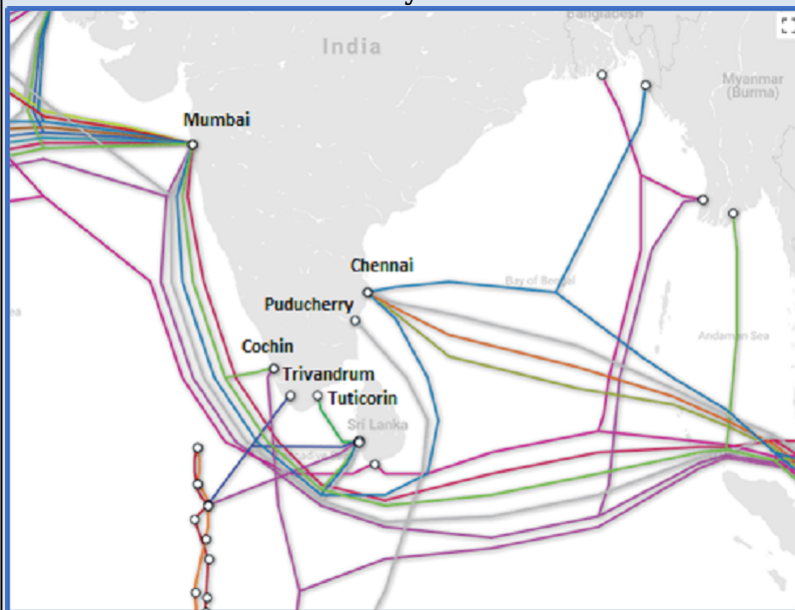 Bangladesh
India
Myanmar
(Burma)
Mumbai
Chennai
Bay of Bengal
Puducherry
Andaman Sea
Cochin
Trivandrum
Tuticorin
Sri Lanka